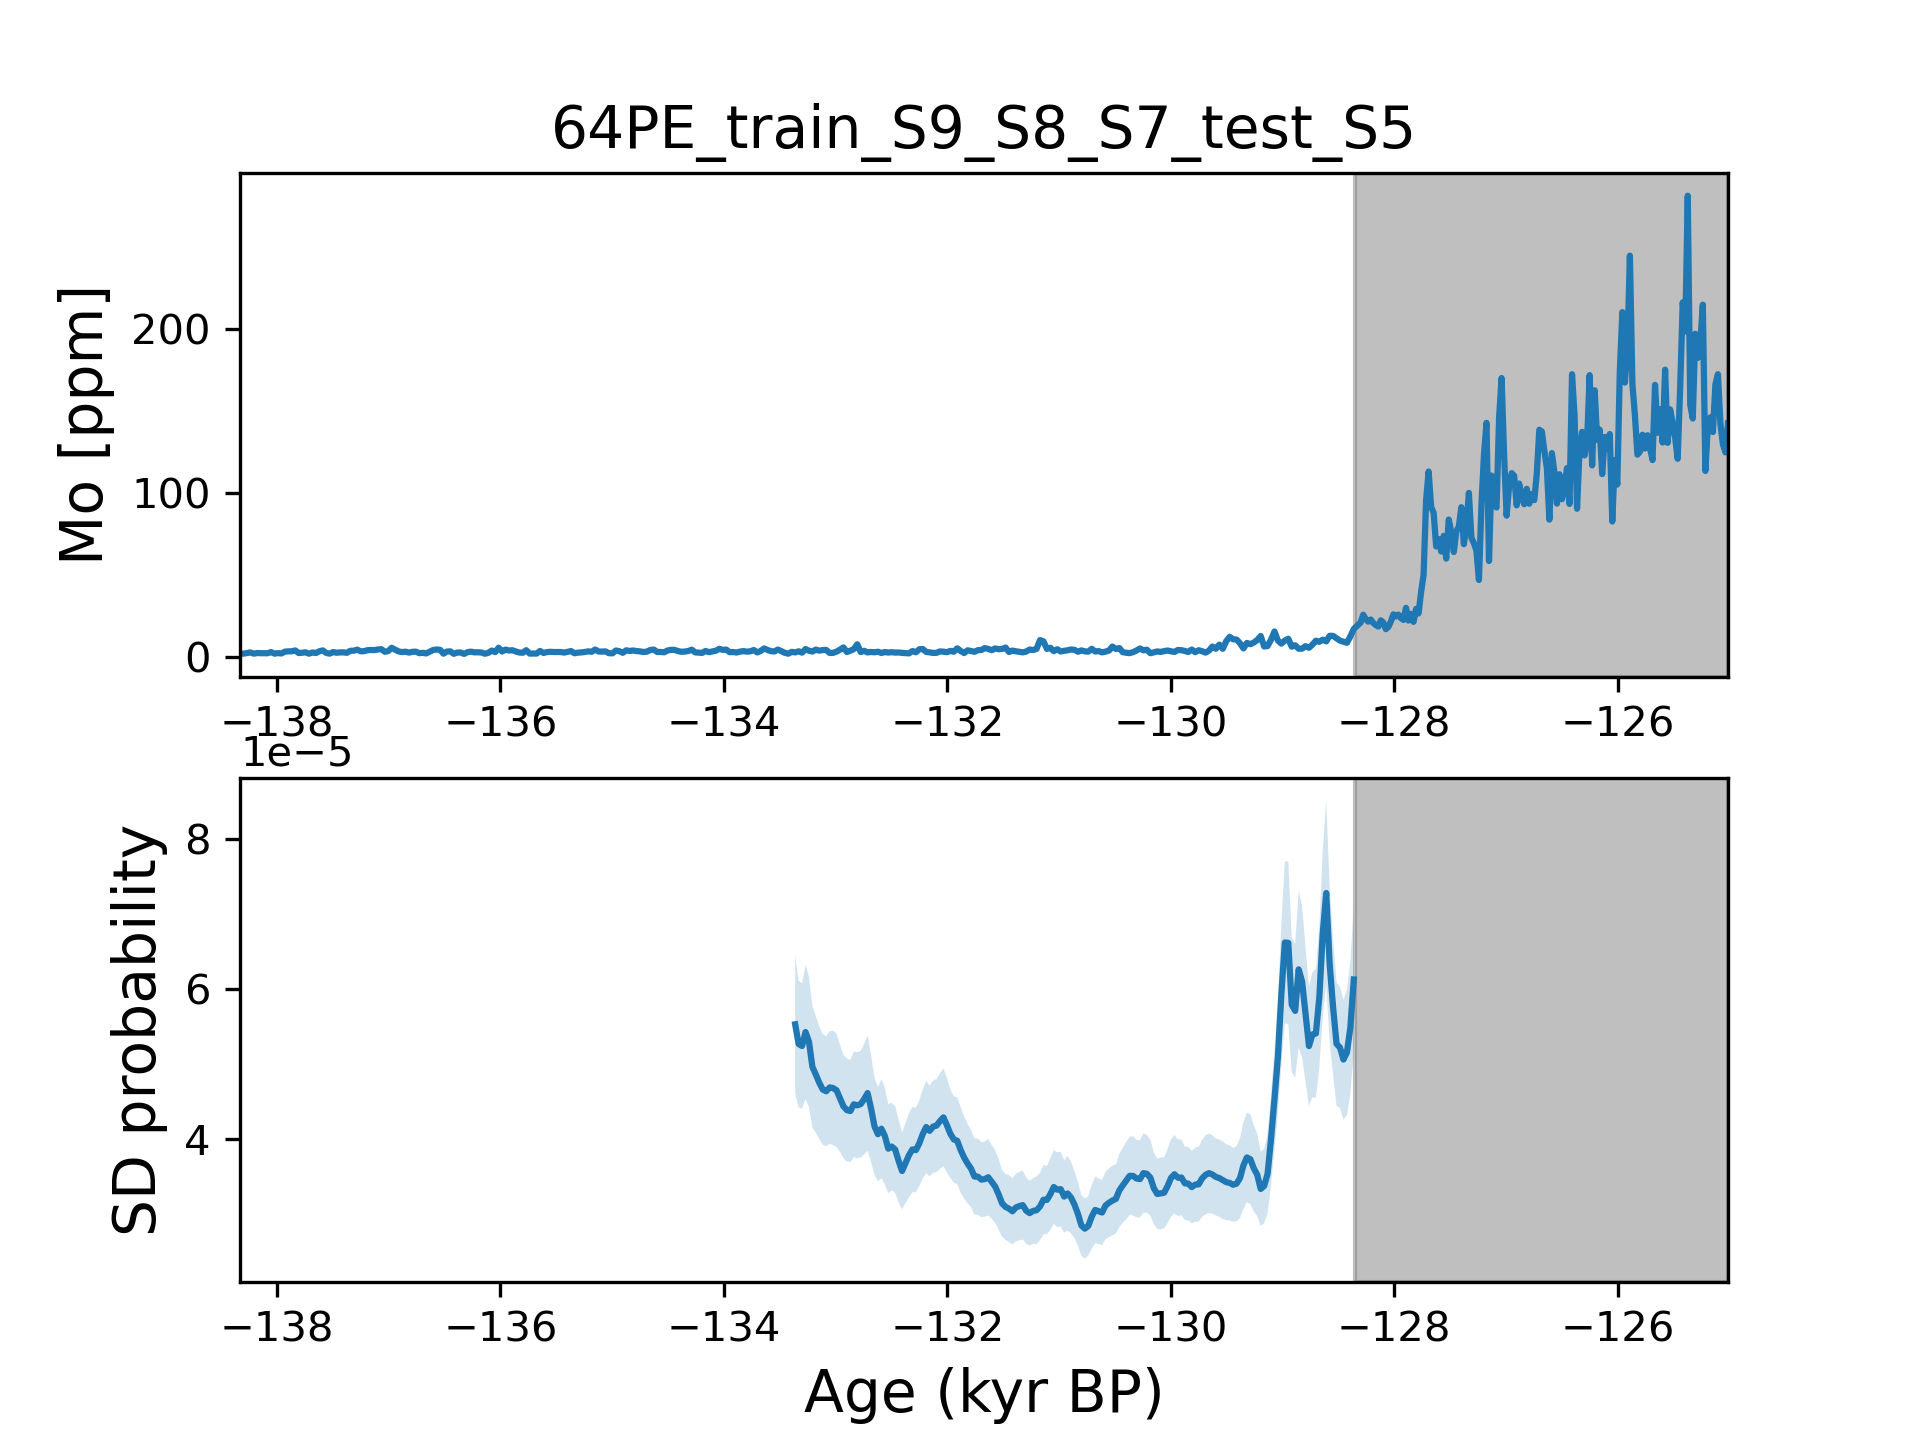 64PE_train_S9_S8_S7_test_S5
Mo [ppm]
200
100
0
−138 −136 −134 −132 −130 −128 −126
1e−5
SD probability
8
6
4
−138 −136 −134 −132 −130 −128 −126
Age (kyr BP)